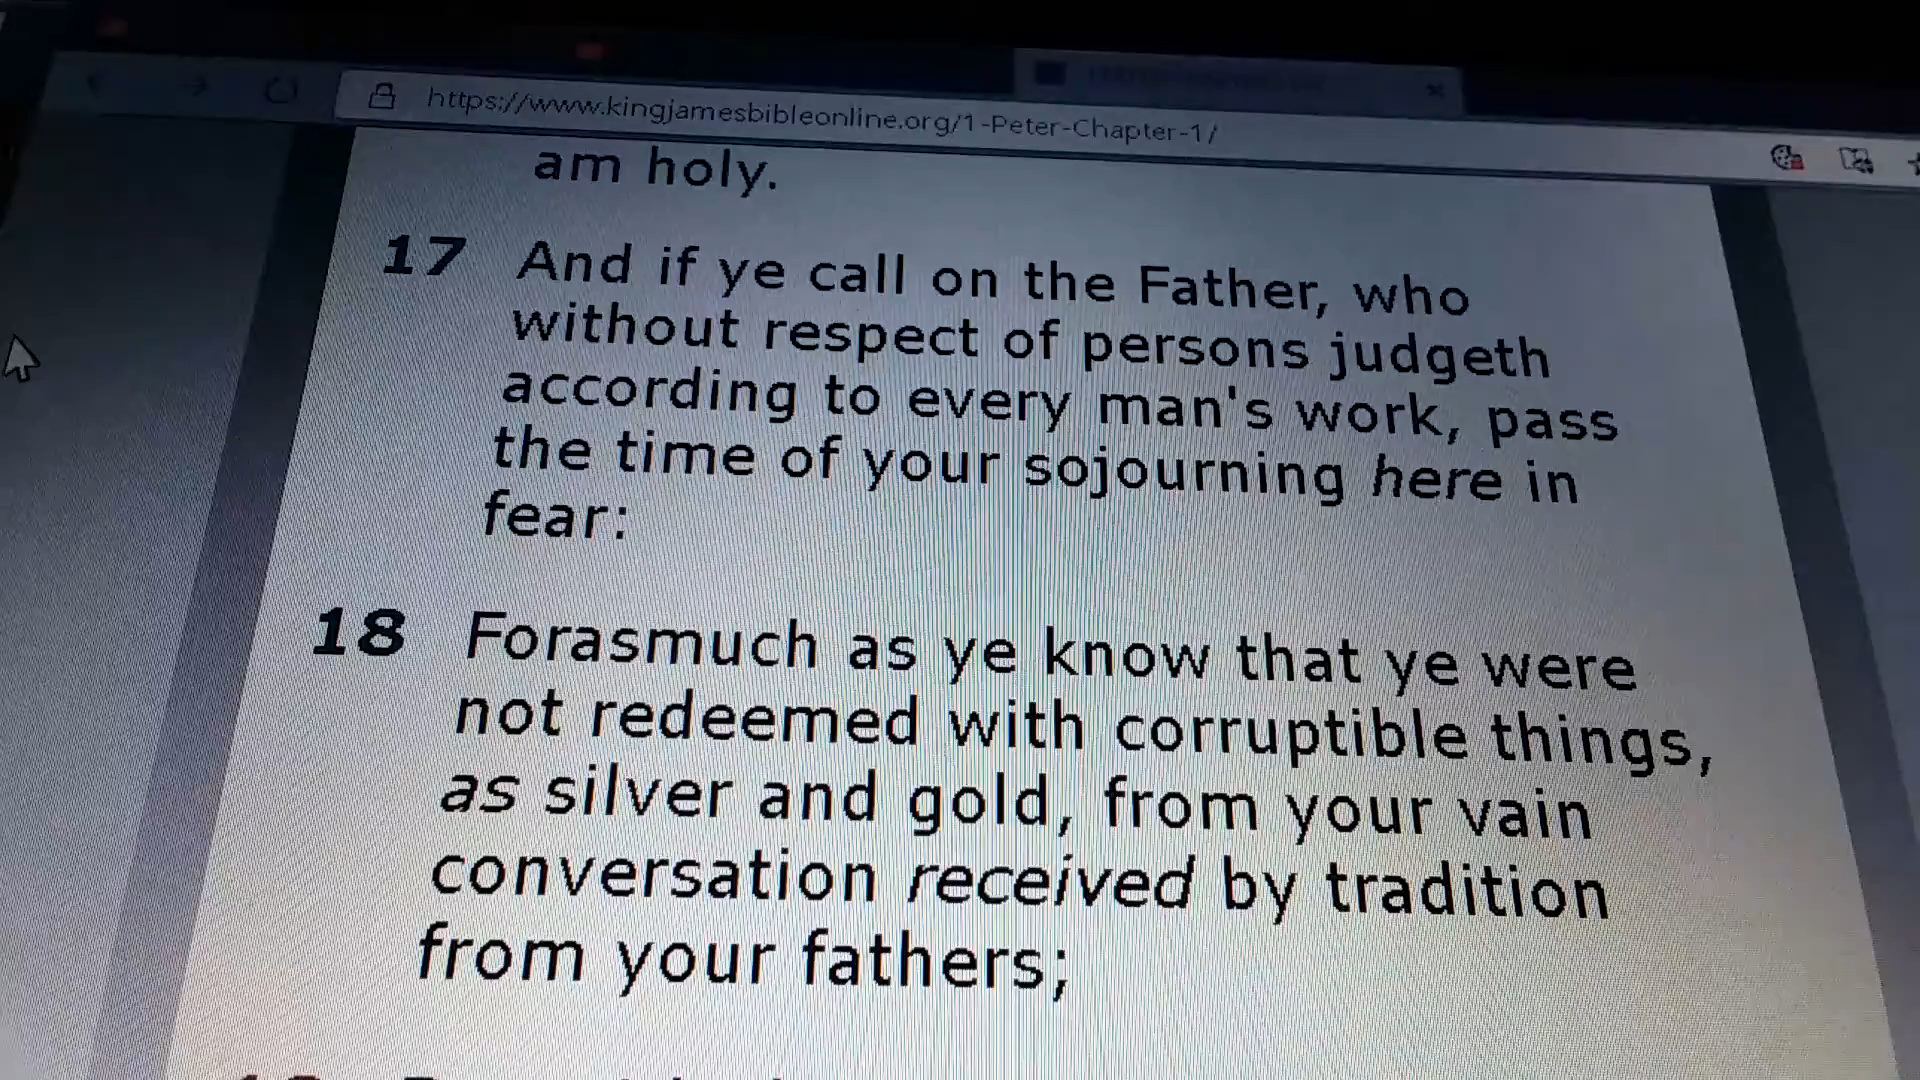 https://www.kingjamesbibleonline.org/1-Peter-Chapter-1/
am holy.
17 And if ye call on the Father, who
without respect of persons judgeth
according to every man's work, pass
the time of your sojourning here in
fear:
18 Forasmuch as ye know that ye were
not redeemed with corruptible things,
as silver and gold, from your vain
conversation received by tradition
from your fathers;